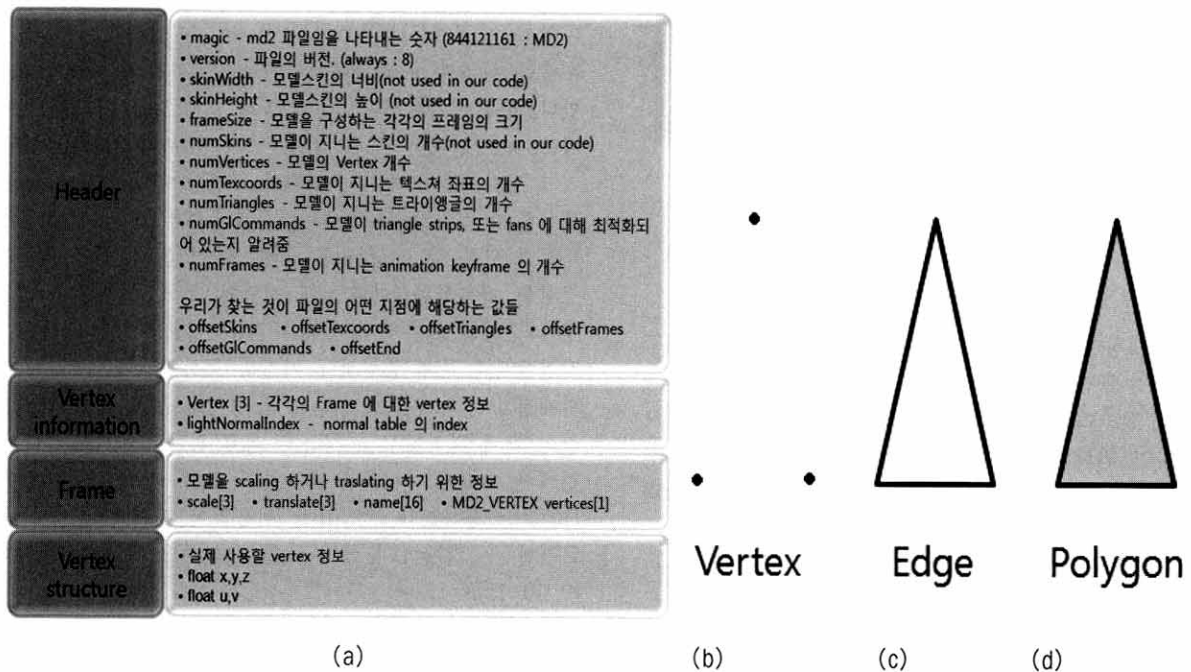 Header
• magic - md2 파일임을 나타내는 숫자 (844121161 : MD2)
• version - 파일의 버전. (always : 8)
• skinWidth - 모델스킨의 너비(not used in our code)
• skinHeight - 모델스킨의 높이 (not used in our code)
• frameSize - 모델을 구성하는 각각의 프레임의 크기
• numSkins - 모델이 지니는 스킨의 개수(not used in our code)
• numVertices - 모델의 Vertex 개수
• numTexcoords - 모델이 지니는 텍스쳐 좌표의 개수
• numTriangles - 모델이 지니는 트라이앵글의 개수
• numGlCommands - 모델이 triangle strips, 또는 fans 에 대해 최적화되
어 있는지 알려줌
• numFrames - 모델이 지니는 animation keyframe 의 개수
우리가 찾는 것이 파일의 어떤 지점에 해당하는 값들
• offsetSkins • offsetTexcoords • offsetTriangles • offsetFrames
• offsetGlCommands • offsetEnd
Vertex
information
• Vertex [3] - 각각의 Frame 에 대한 vertex 정보
• lightNormalIndex - normal table 의 index
Frame
• 모델을 scaling 하거나 traslating 하기 위한 정보
• scale[3] • translate[3] • name[16] • MD2_VERTEX vertices[1]
Vertex
structure
• 실제 사용할 vertex 정보
• float x,y,z
• float u,v
Vertex
Edge
Polygon
(a)
(b)
(c)
(d)